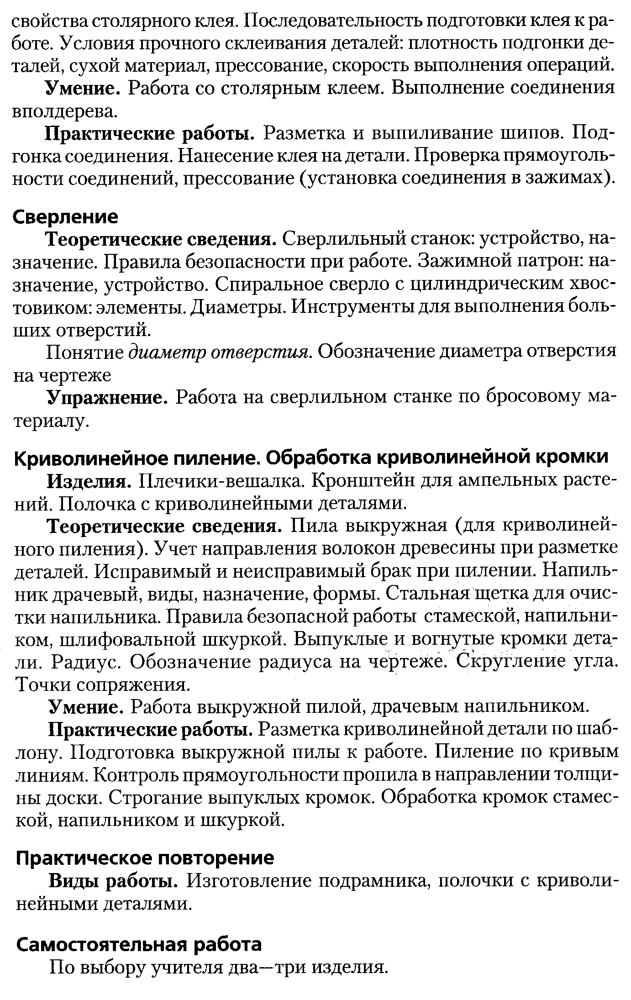 свойства столярного клея. Последовательность подготовки клея к ра-
боте. Условия прочного склеивания деталей: плотность подгонки де-
талей, сухой материал, прессование, скорость выполнения операций.
Умение. Работа со столярным клеем. Выполнение соединения
вполдерева.
Практические работы. Разметка и выпиливание шипов. Под-
гонка соединения. Нанесение клея на детали. Проверка прямоуголь-
ности соединений, прессование (установка соединения в зажимах).
Сверление
Теоретические сведения. Сверлильный станок: устройство, на-
значение. Правила безопасности при работе. Зажимной патрон: на-
значение, устройство. Спиральное сверло с цилиндрическим хвос-
товиком: элементы. Диаметры. Инструменты для выполнения боль-
ших отверстий.
Понятие диаметр отверстия. Обозначение диаметра отверстия
на чертеже
Упражнение. Работа на сверлильном станке по бросовому ма-
териалу.
Криволинейное пиление. Обработка криволинейной кромки
Изделия. Плечики-вешалка. Кронштейн для ампельных расте-
ний. Полочка с криволинейными деталями.
Теоретические сведения. Пила выкружная (для криволиней-
ного пиления). Учет направления волокон древесины при разметке
деталей. Исправимый и неисправимый брак при пилении. Напиль-
ник драчевый, виды, назначение, формы. Стальная щетка для очис-
тки напильника. Правила безопасной работы стамеской, напильни-
ком, шлифовальной шкуркой. Выпуклые и вогнутые кромки дета-
ли. Радиус. Обозначение радиуса на чертеже. Скругление угла.
Точки сопряжения.
Умение. Работа выкружной пилой, драчевым напильником.
Практические работы. Разметка криволинейной детали по шаб-
лону. Подготовка выкружной пилы к работе. Пиление по кривым
линиям. Контроль прямоугольности пропила в направлении толщи-
ны доски. Строгание выпуклых кромок. Обработка кромок стамес-
кой, напильником и шкуркой.
Практическое повторение
Виды работы. Изготовление подрамника, полочки с криволи-
нейными деталями.
Самостоятельная работа
По выбору учителя два—три изделия.